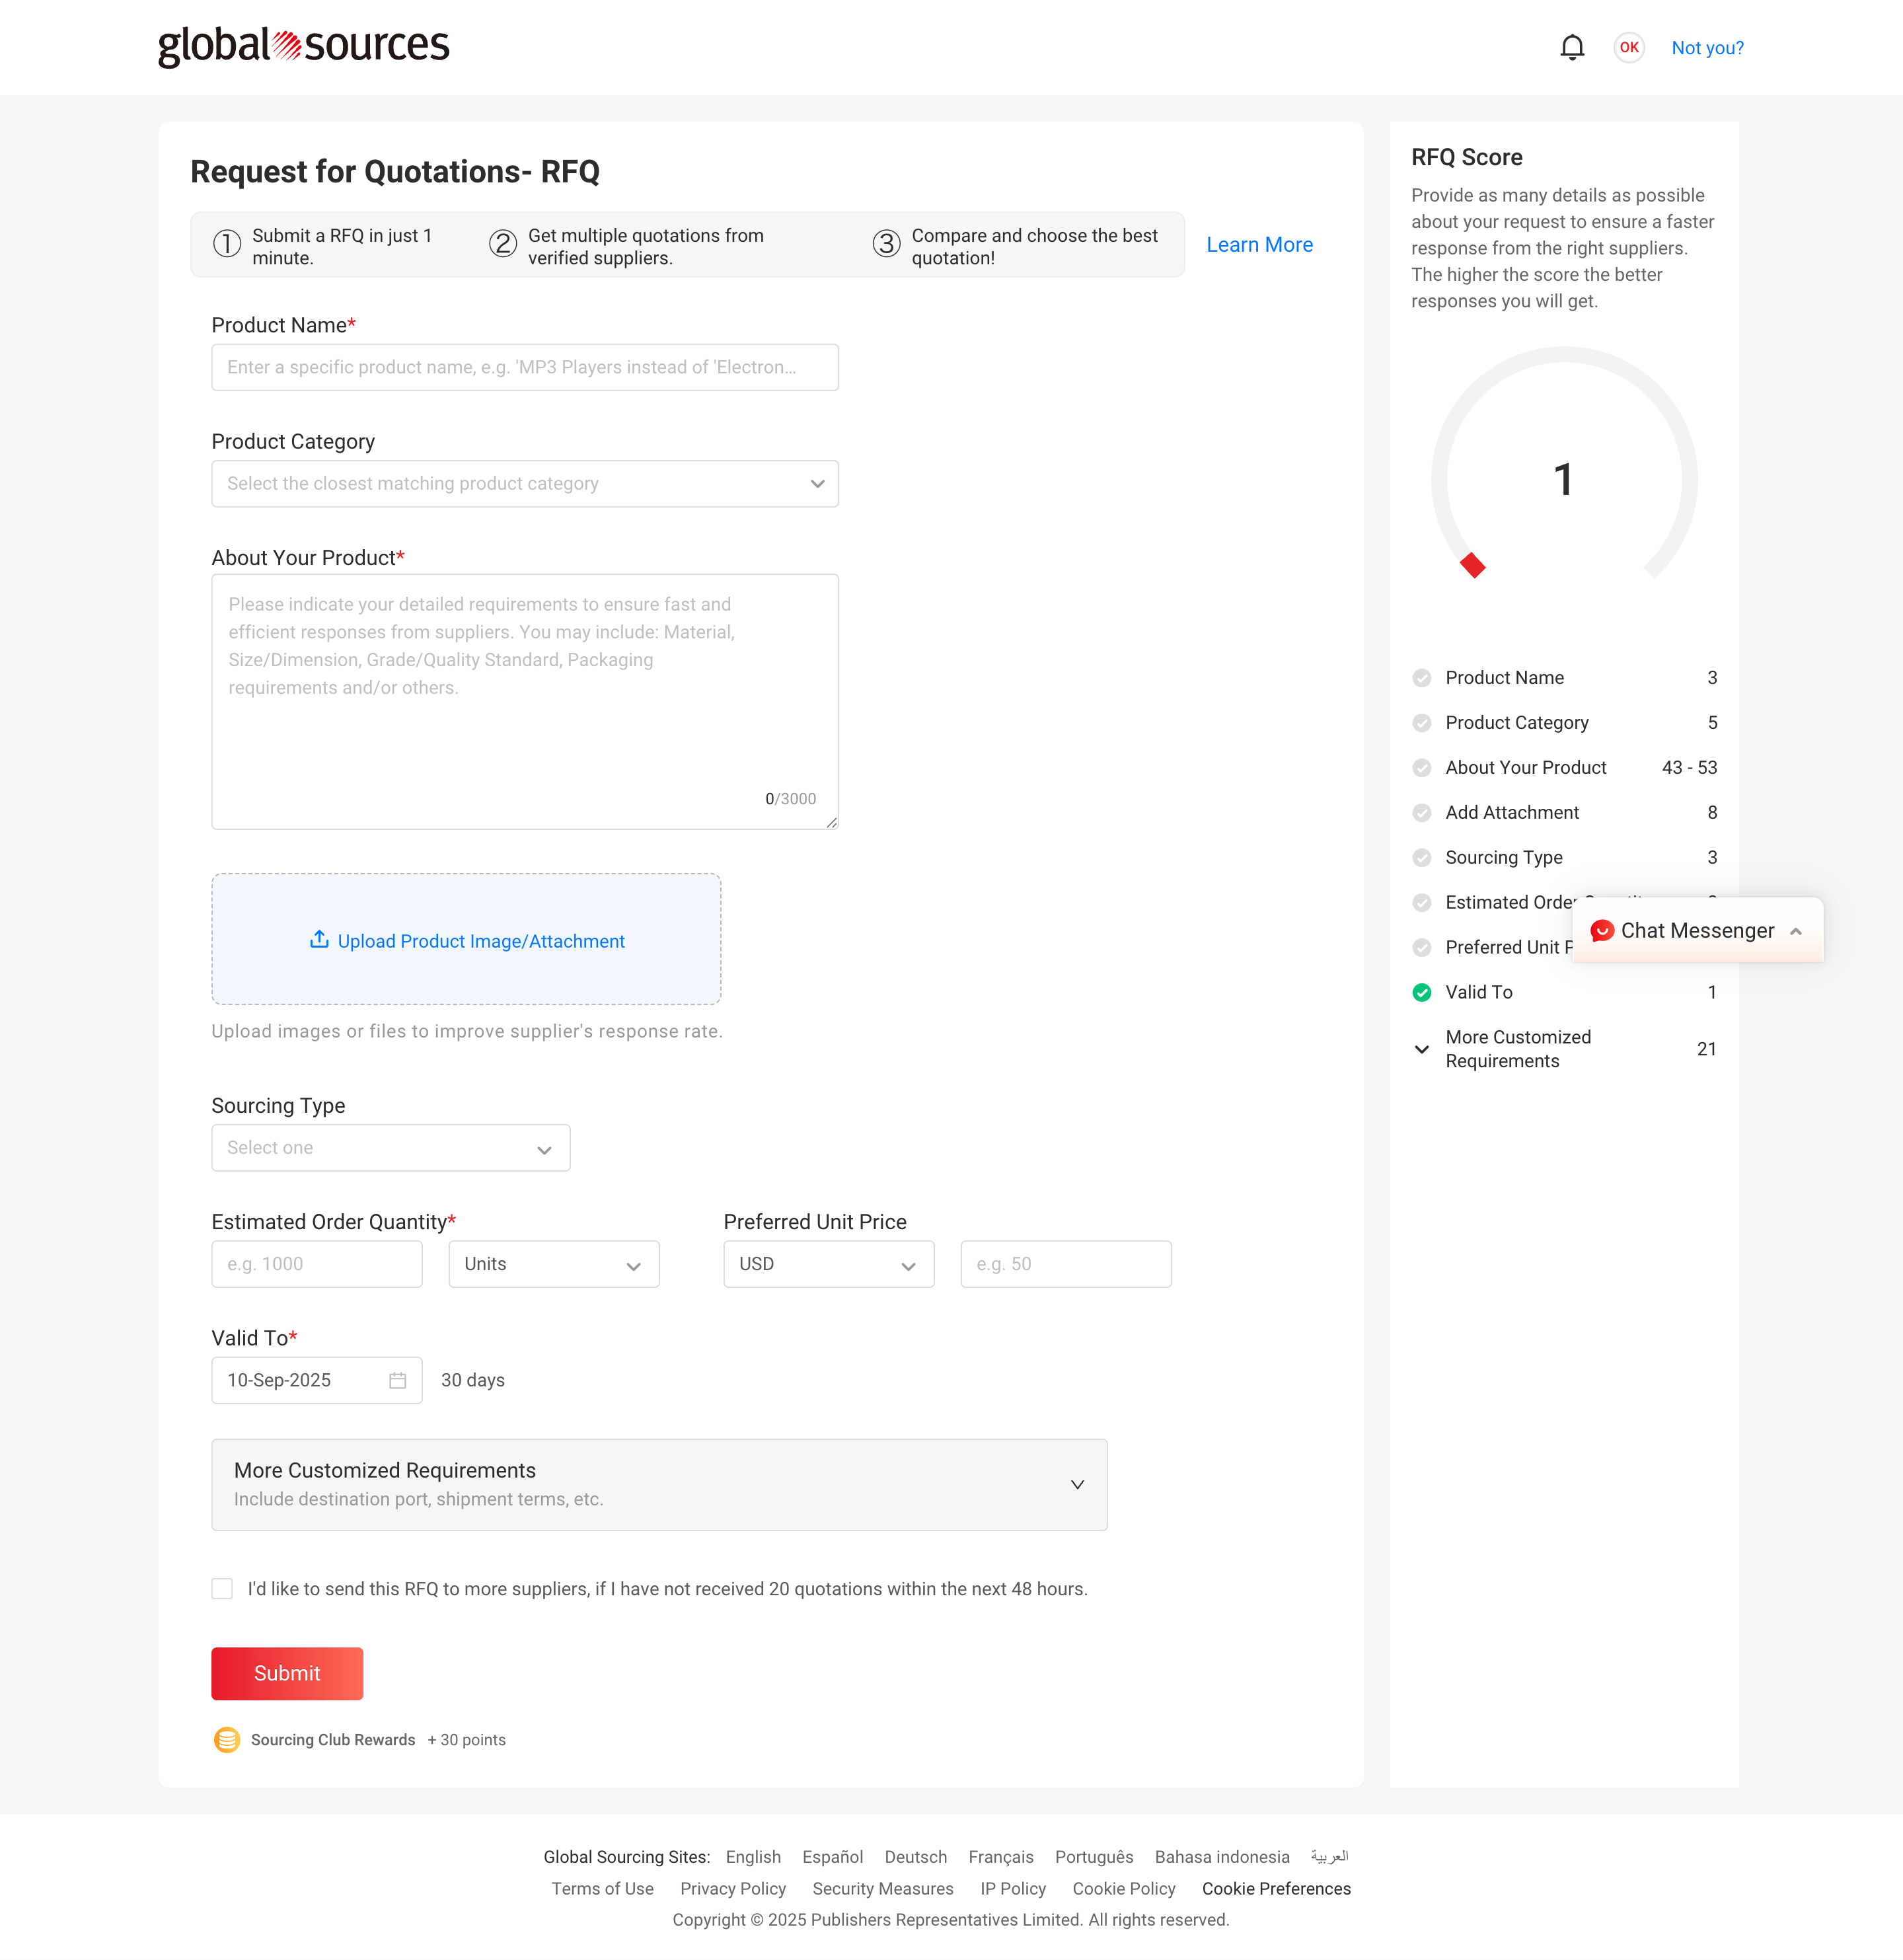 global sources
OK
Not you?
Request for Quotations- RFQ
1 Submit a RFQ in just 1
minute.
2 Get multiple quotations from
verified suppliers.
3 Compare and choose the best
quotation!
Learn More
Product Name*
Enter a specific product name, e.g. 'MP3 Players instead of 'Electron...
Product Category
Select the closest matching product category
About Your Product*
Please indicate your detailed requirements to ensure fast and
efficient responses from suppliers. You may include: Material,
Size/Dimension, Grade/Quality Standard, Packaging
requirements and/or others.
0/3000
Upload Product Image/Attachment
Upload images or files to improve supplier's response rate.
Sourcing Type
Select one
Estimated Order Quantity*
e.g. 1000
Units
Preferred Unit Price
USD
e.g. 50
Valid To*
10-Sep-2025
30 days
More Customized Requirements
Include destination port, shipment terms, etc.
I'd like to send this RFQ to more suppliers, if I have not received 20 quotations within the next 48 hours.
Submit
Sourcing Club Rewards + 30 points
RFQ Score
Provide as many details as possible
about your request to ensure a faster
response from the right suppliers.
The higher the score the better
responses you will get.
1
Product Name 3
Product Category 5
About Your Product 43 - 53
Add Attachment 8
Sourcing Type 3
Estimated Order
Preferred Unit
Chat Messenger
Valid To 1
More Customized
Requirements
21
Global Sourcing Sites: English Español Deutsch Français Português Bahasa indonesia العربية
Terms of Use Privacy Policy Security Measures IP Policy Cookie Policy Cookie Preferences
Copyright © 2025 Publishers Representatives Limited. All rights reserved.